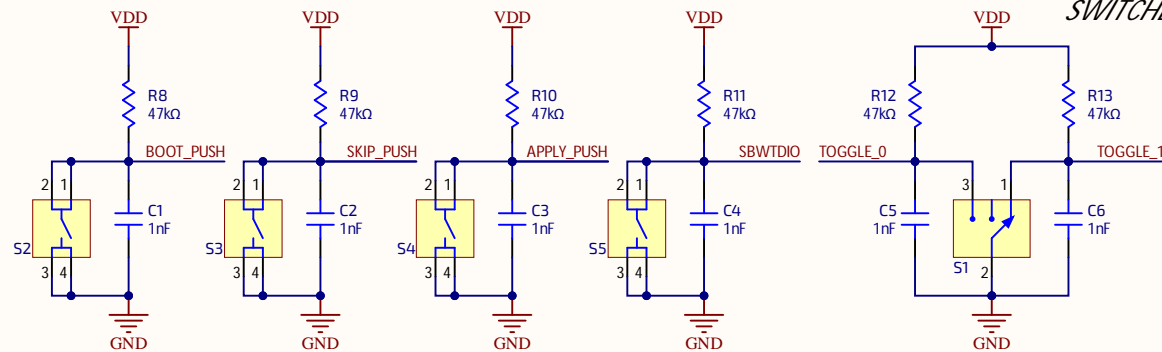 SWITCHE
VDD
VDD
VDD
VDD
VDD
R8
47kΩ
R9
47kΩ
R10
47kΩ
R11
47kΩ
R12
47kΩ
R13
47kΩ
BOOT_PUSH
SKIP_PUSH
APPLY_PUSH
SBWTDIO
TOGGLE_0
TOGGLE_1
2 1
2 1
2 1
2 1
3 1
C1
1nF
C2
1nF
C3
1nF
C4
1nF
C5
1nF
C6
1nF
S2
S3
S4
S5
S1
3 4
3 4
3 4
3 4
2
GND
GND
GND
GND
GND